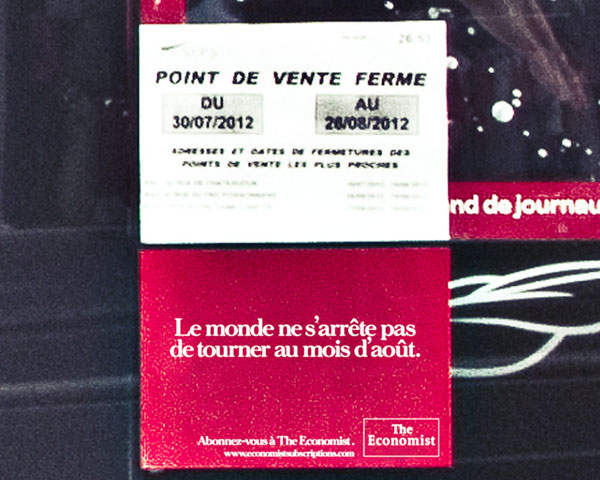 26-53
POINT DE VENTE FERME
DU AU
30/07/2012 26/08/2012
ADRESSES ET DATES DE FERMETURES DES
POINTS DE VENTE LES PLUS PROCHES
nd de journau
Le monde ne s'arrête pas
de tourner au mois d'août.
Abonnez-vous à The Economist.
www.economistsubscriptions.com
The
Economist